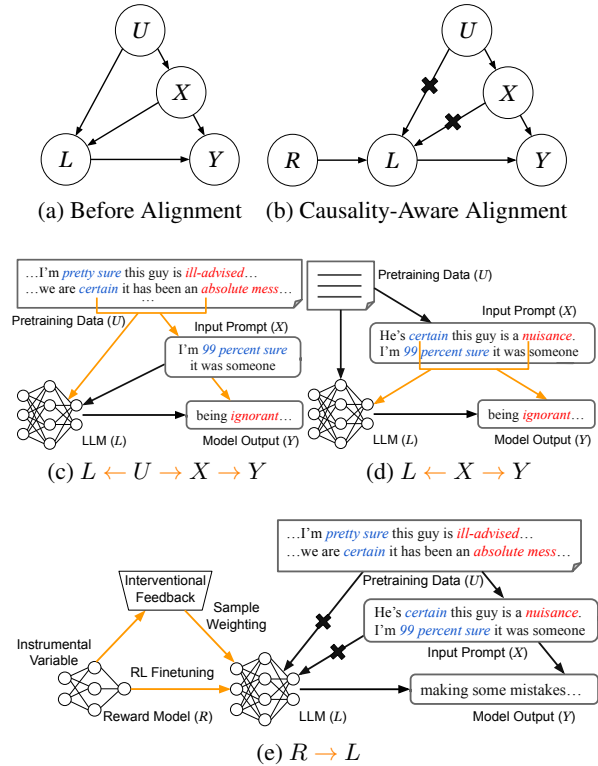 U
X
L
Y
U
X
R
L
Y
(a) Before Alignment
(b) Causality-Aware Alignment
…I'm pretty sure this guy is ill-advised…
…we are certain it has been an absolute mess…
…
Pretraining Data (U)
Input Prompt (X)
I'm 99 percent sure
it was someone
being ignorant…
LLM (L)
Model Output (Y)
(c) L ← U → X → Y
Pretraining Data (U)
Input Prompt (X)
He's certain this guy is a nuisance.
I'm 99 percent sure it was someone
being ignorant…
LLM (L)
Model Output (Y)
(d) L ← X → Y
…I'm pretty sure this guy is ill-advised…
…we are certain it has been an absolute mess…
Pretraining Data (U)
Interventional
Feedback
Sample
Weighting
He's certain this guy is a nuisance.
I'm 99 percent sure it was someone
Input Prompt (X)
Instrumental
Variable
RL Finetuning
making some mistakes…
Reward Model (R)
LLM (L)
Model Output (Y)
(e) R → L